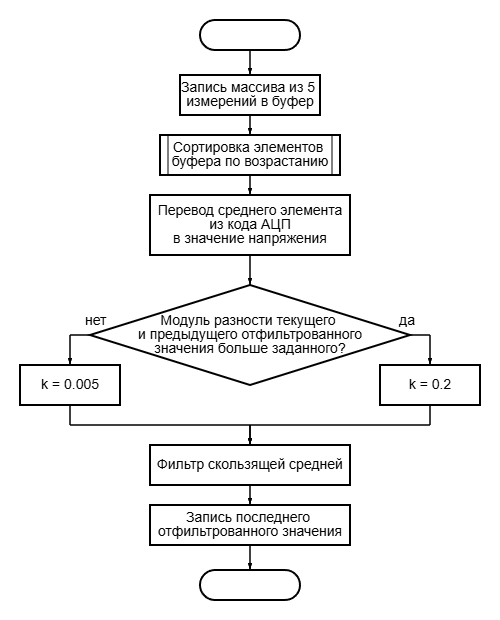 Запись массива из 5
измерений в буфер
Сортировка элементов
буфера по возрастанию
Перевод среднего элемента
из кода АЦП
в значение напряжения
Модуль разности текущего
и предыдущего отфильтрованного
значения больше заданного?
нет
да
k = 0.005
k = 0.2
Фильтр скользящей средней
Запись последнего
отфильтрованного значения